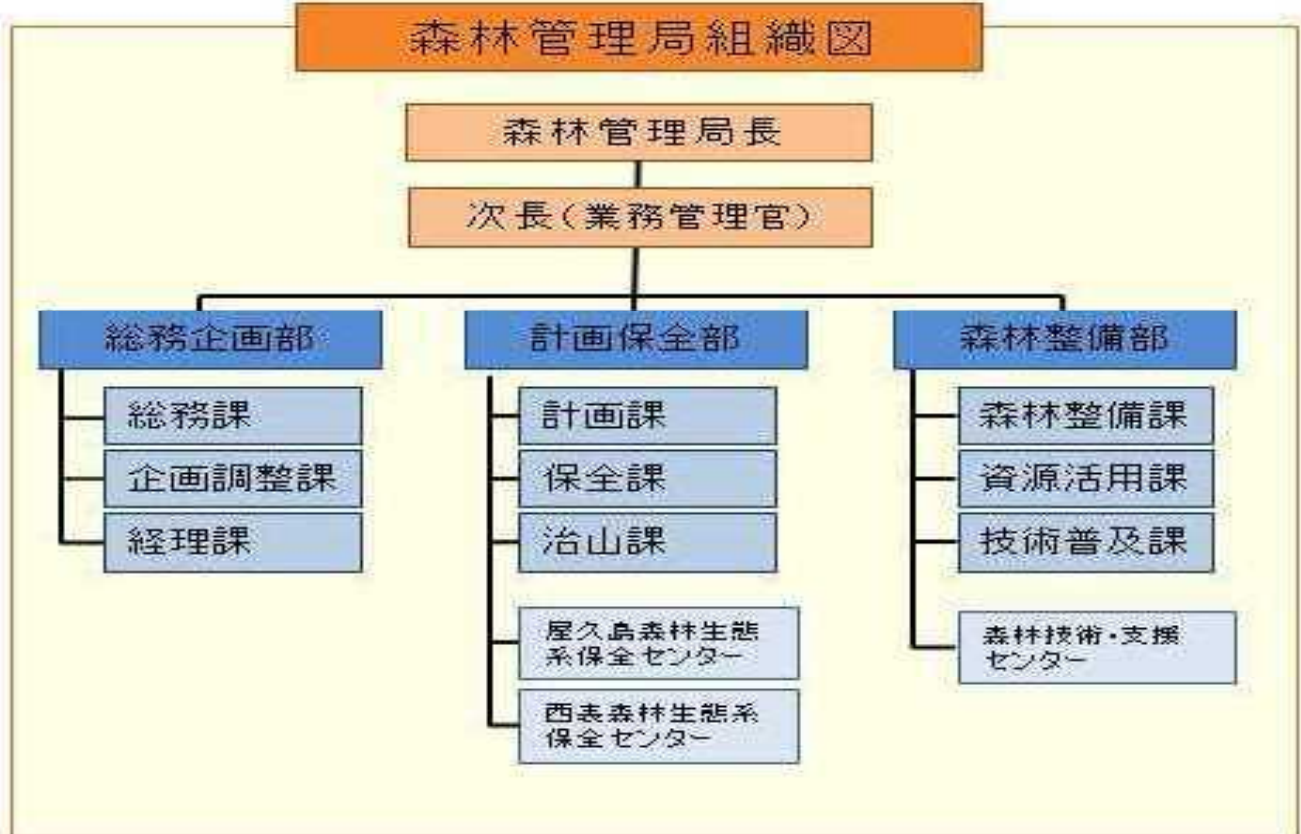 森林管理局組織図
森林管理局長
次長(業務管理官)
総務企画部
総務課
企画調整課
経理課
計画保全部
計画課
保全課
治山課
屋久島森林生態
系保全センター
西表森林生態系
保全センター
森林整備部
森林整備課
資源活用課
技術普及課
森林技術・支援
センター